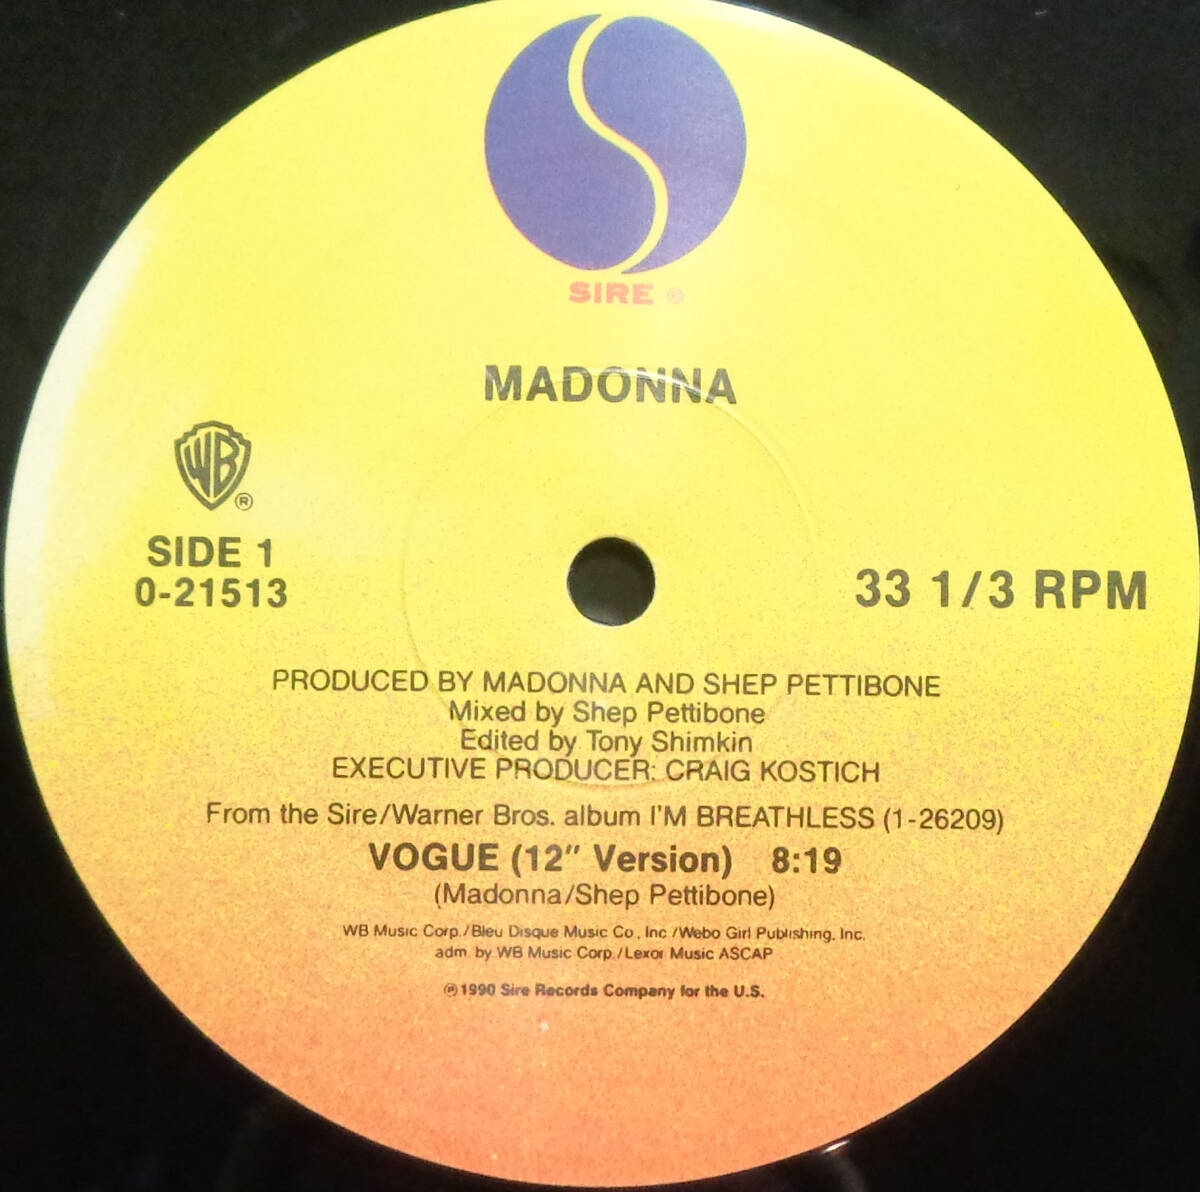 SIRE ®
MADONNA
WB ®
SIDE 1
0-21513
33 1/3 RPM
PRODUCED BY MADONNA AND SHEP PETTIBONE
Mixed by Shep Pettibone
Edited by Tony Shimkin
EXECUTIVE PRODUCER: CRAIG KOSTICH
From the Sire/Warner Bros. album I'M BREATHLESS (1-26209)
VOGUE (12" Version) 8:19
(Madonna/Shep Pettibone)
WB Music Corp./Bleu Disque Music Co., Inc./Webo Girl Publishing, Inc.
adm. by WB Music Corp./Lexor Music ASCAP
℗ 1990 Sire Records Company for the U.S.